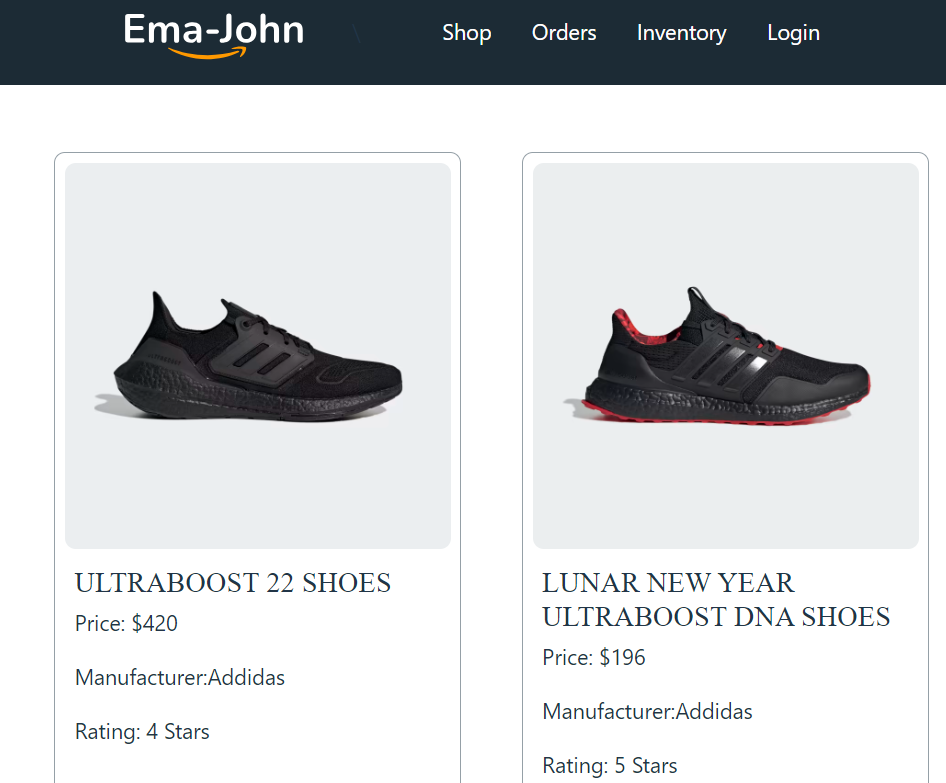 Ema-John
Shop Orders Inventory Login
ULTRABOOST 22 SHOES
Price: $420
Manufacturer:Addidas
Rating: 4 Stars
LUNAR NEW YEAR
ULTRABOOST DNA SHOES
Price: $196
Manufacturer:Addidas
Rating: 5 Stars